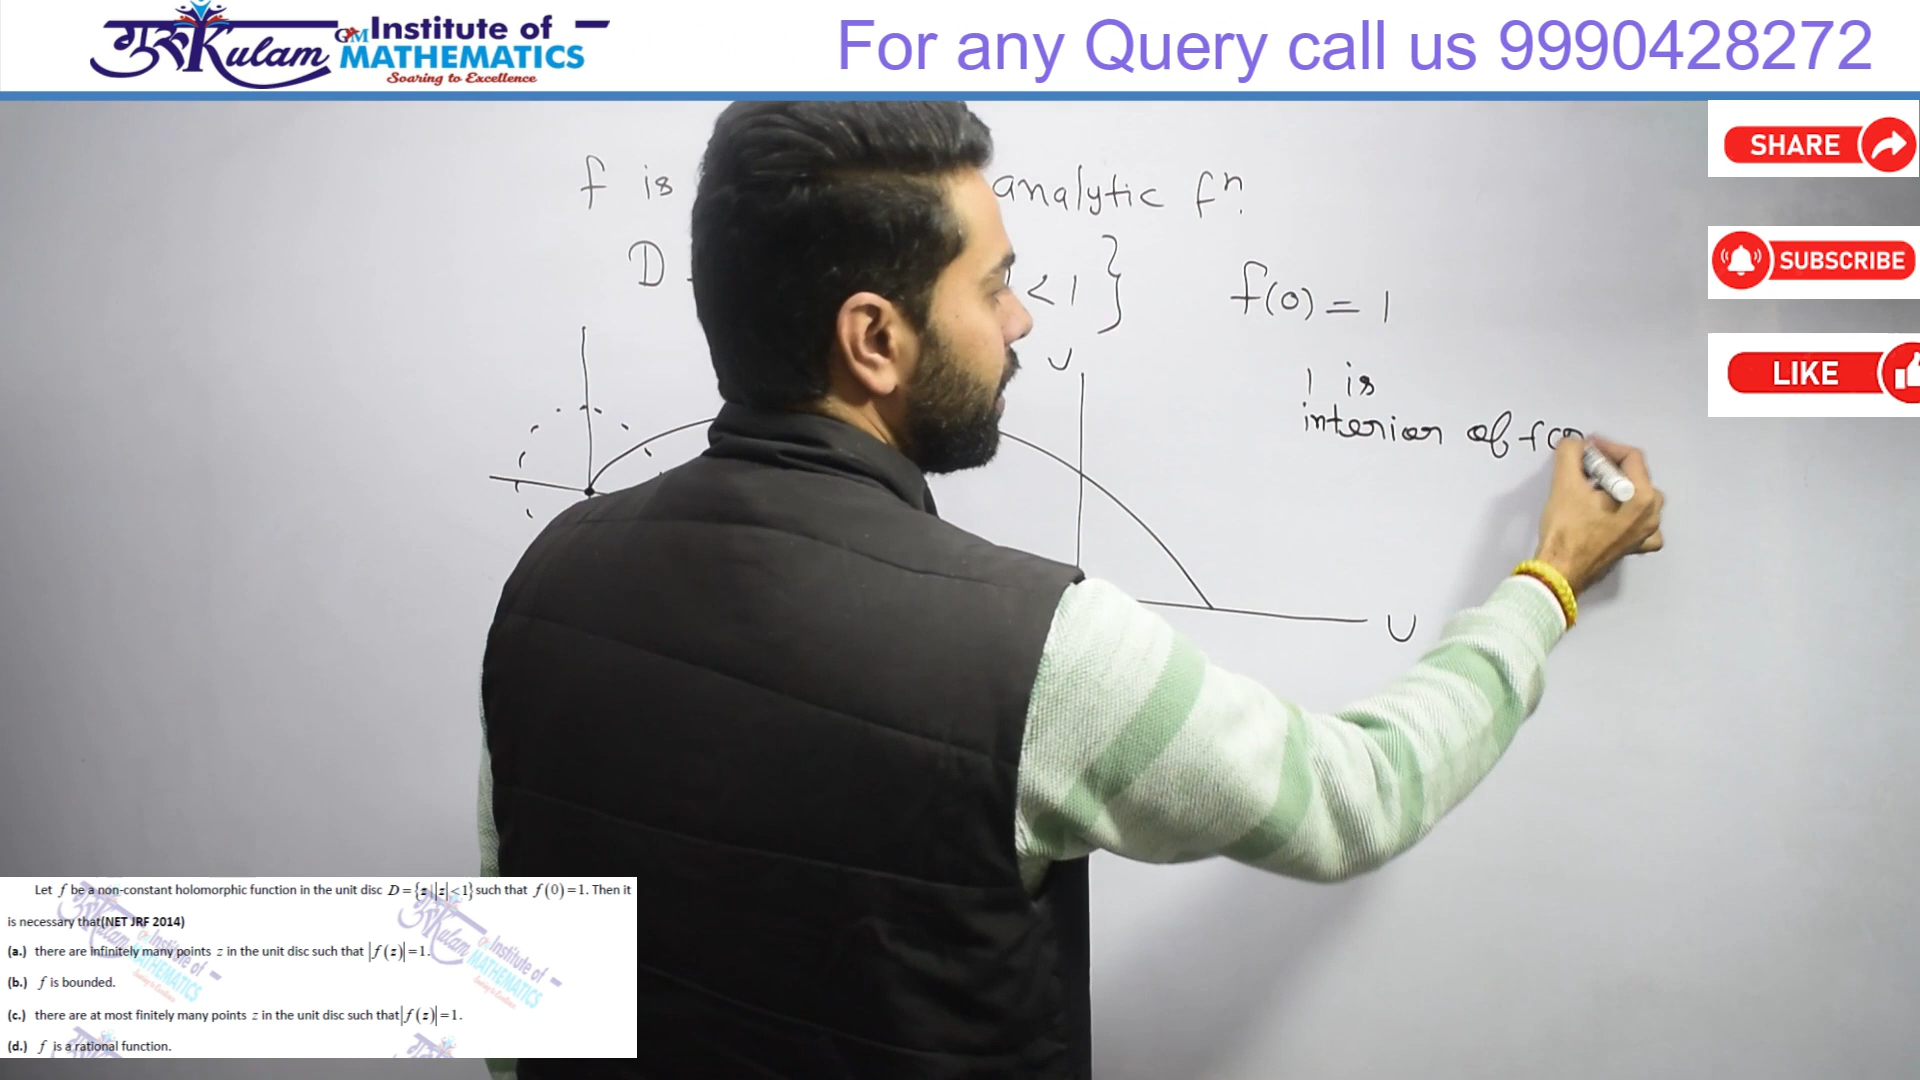 गुरुKulam GM Institute of MATHEMATICS
Soaring to Excellence
For any Query call us 9990428272
SHARE
SUBSCRIBE
LIKE
f is analytic fⁿ.
D < 1 } f(0) = 1
V
1 is
interior of f(
U
Let f be a non-constant holomorphic function in the unit disc D={z||z|<1} such that f(0)=1. Then it
is necessary that(NET JRF 2014)
(a.) there are infinitely many points z in the unit disc such that |f(z)|=1.
(b.) f is bounded.
(c.) there are at most finitely many points z in the unit disc such that |f(z)|=1.
(d.) f is a rational function.